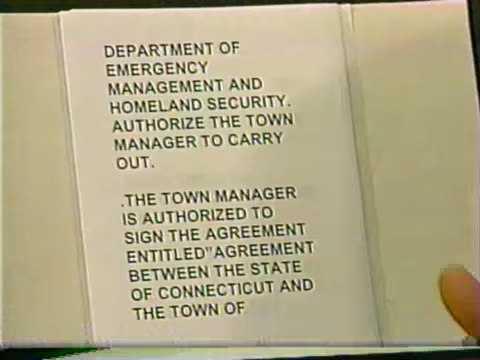 DEPARTMENT OF
EMERGENCY
MANAGEMENT AND
HOMELAND SECURITY.
AUTHORIZE THE TOWN
MANAGER TO CARRY
OUT.
.THE TOWN MANAGER
IS AUTHORIZED TO
SIGN THE AGREEMENT
ENTITLED"AGREEMENT
BETWEEN THE STATE
OF CONNECTICUT AND
THE TOWN OF